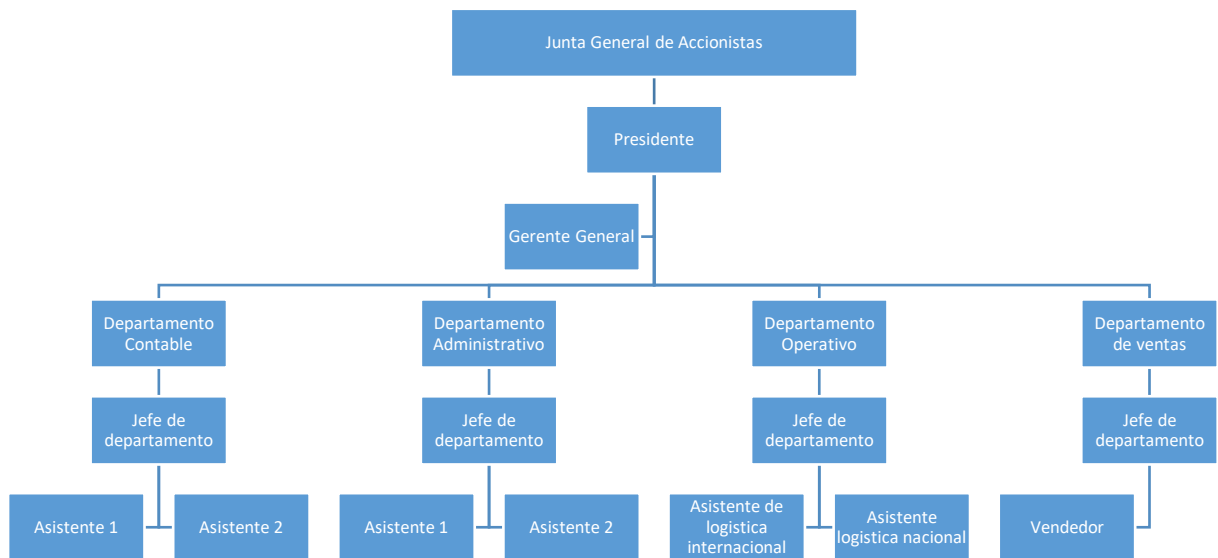 Junta General de Accionistas
Presidente
Gerente General
Departamento
Contable
Departamento
Administrativo
Departamento
Operativo
Departamento
de ventas
Jefe de
departamento
Jefe de
departamento
Jefe de
departamento
Jefe de
departamento
Asistente 1
Asistente 2
Asistente 1
Asistente 2
Asistente de
logistica
internacional
Asistente
logistica nacional
Vendedor